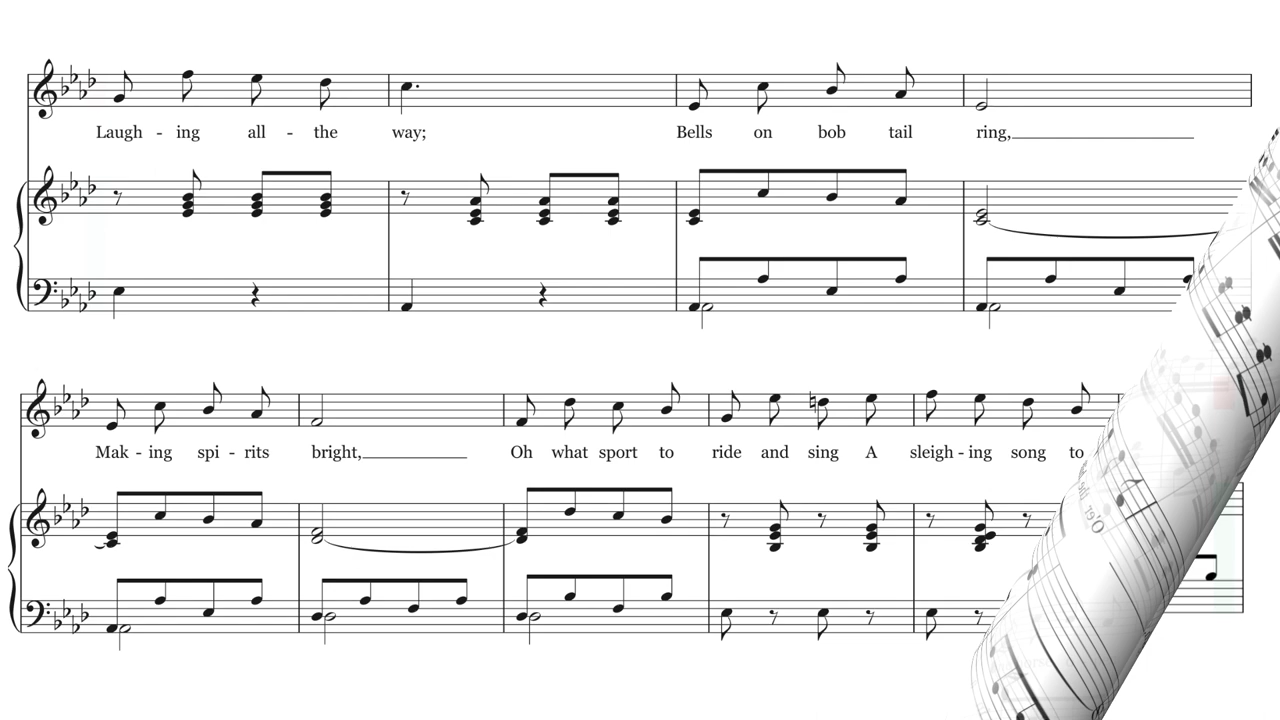 Laugh - ing all - the way; Bells on bob tail ring,
Mak - ing spi - rits bright, Oh what sport to ride and sing A sleigh - ing song to